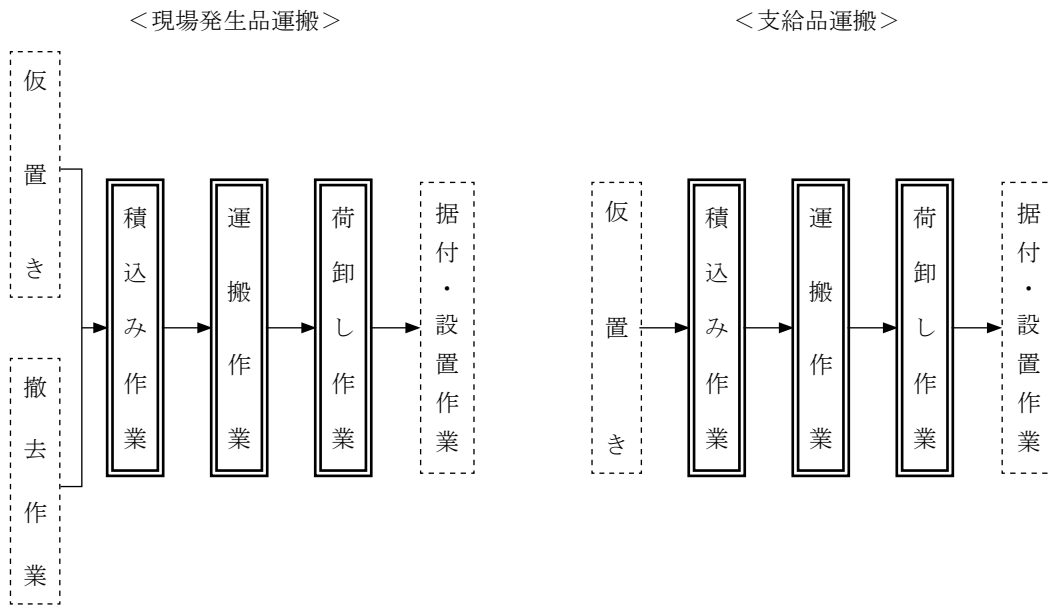 ＜現場発生品運搬＞
仮置き
撤去作業
積込み作業
運搬作業
荷卸し作業
据付・設置作業
＜支給品運搬＞
仮置き
積込み作業
運搬作業
荷卸し作業
据付・設置作業